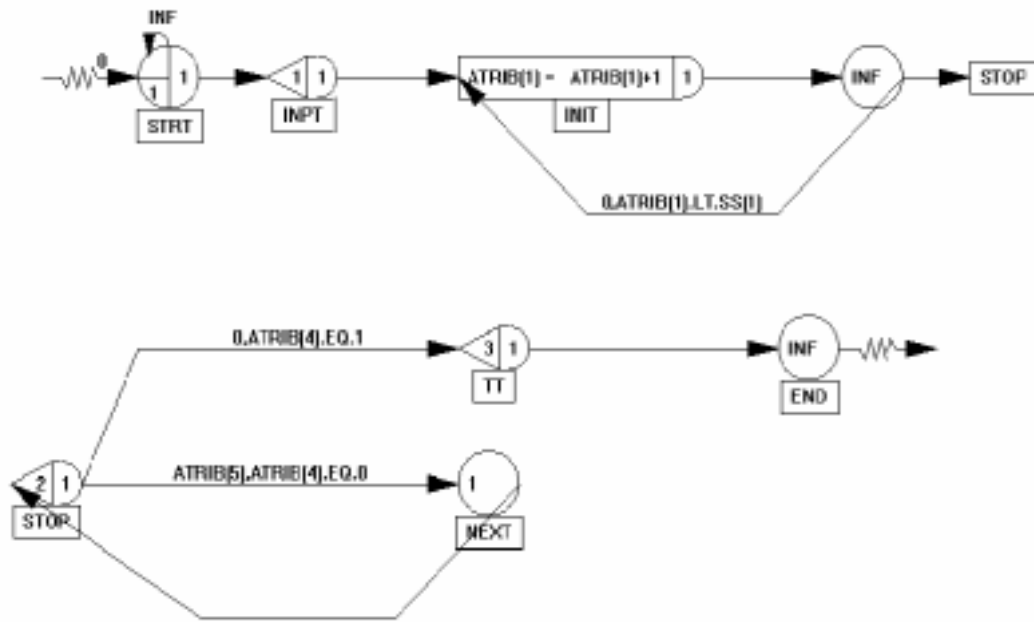 INF
0
1
1
STRT
1 1
INPT
ATRIB(1) - ATRIB(1)+1 1
INIT
INF
STOP
0,ATRIB(1).LT.SS(1)
0,ATRIB(4).EQ.1
3 1
TT
INF
END
ATRIB(5),ATRIB(4).EQ.0
2 1
STOP
1
NEXT